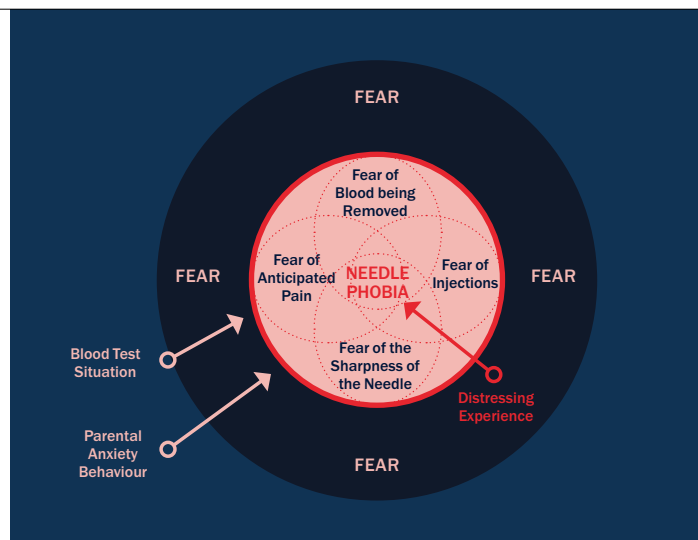 FEAR
Fear of
Blood being
Removed
FEAR
Fear of
Anticipated
Pain
NEEDLE
PHOBIA
Fear of
Injections
FEAR
Fear of the
Sharpness of
the Needle
Blood Test
Situation
Distressing
Experience
Parental
Anxiety
Behaviour
FEAR